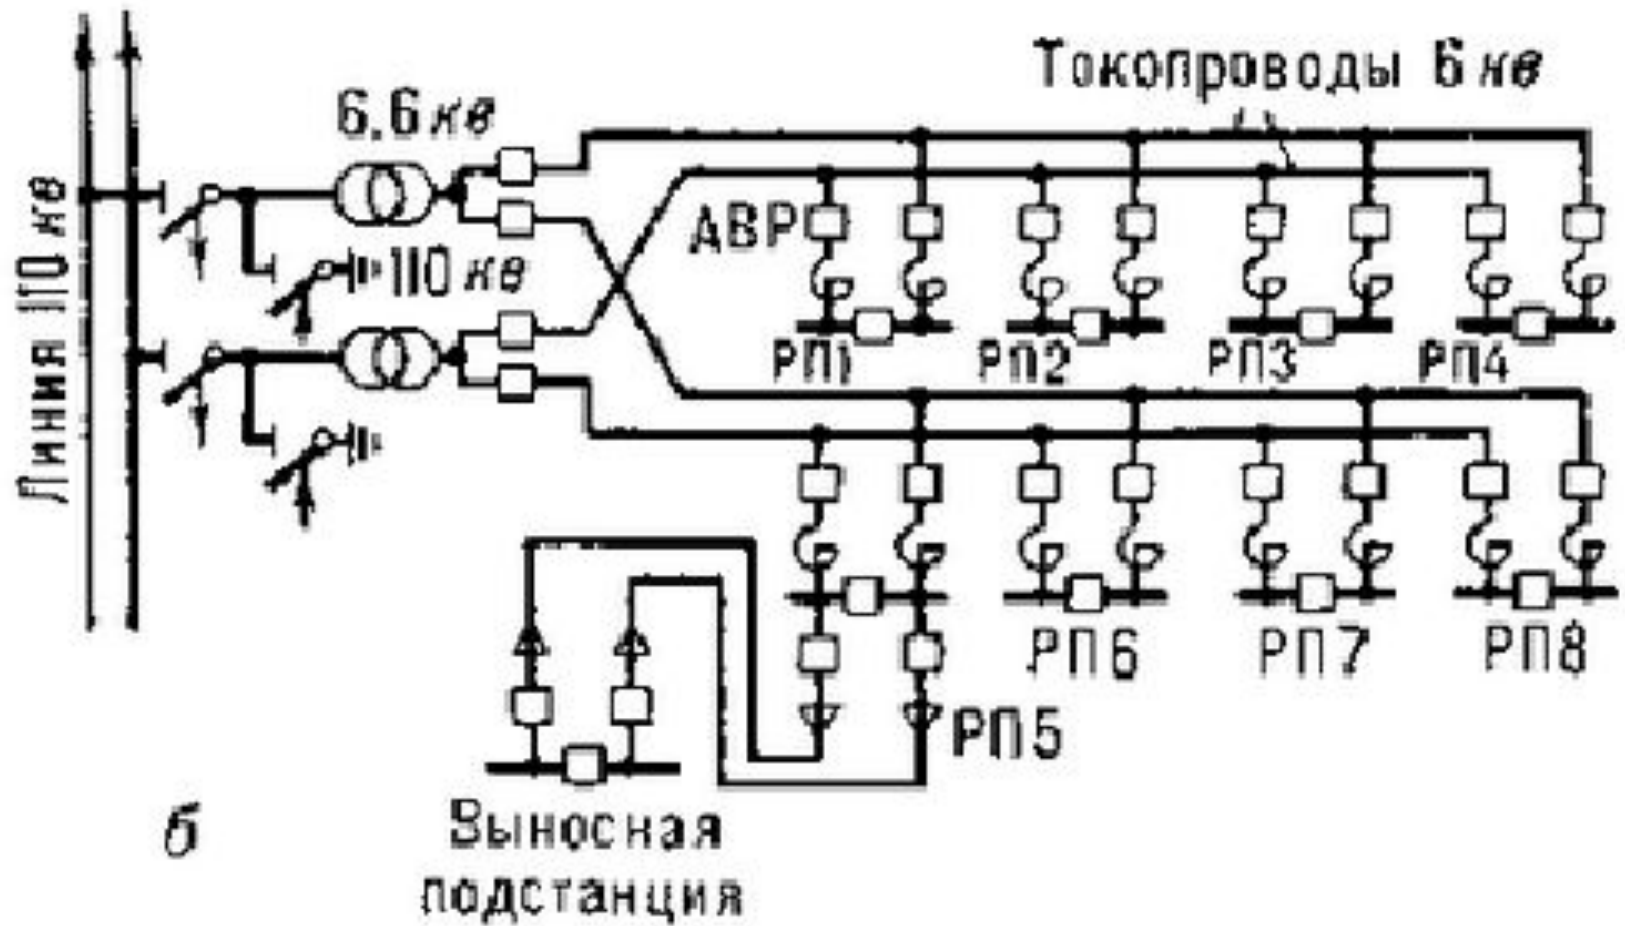 Токопроводы 6 кв
6,6 кв
Линия 110 кв
АВР
110 кв
РП1 РП2 РП3 РП4
РП6 РП7 РП8
РП5
Выносная
подстанция
б